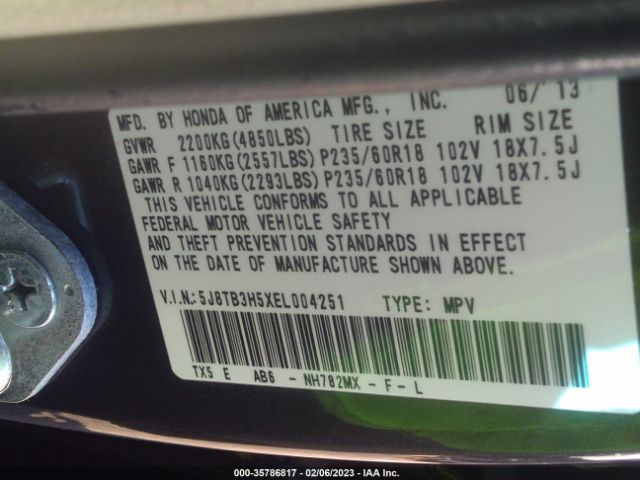 MFD. BY HONDA OF AMERICA MFG., INC. 06/ 13
GVWR 2200KG(4850LBS) TIRE SIZE RIM SIZE
GAWR F 1160KG(2557LBS) P235/60R18 102V 18X7.5J
GAWR R 1040KG(2293LBS) P235/60R18 102V 18X7.5J
THIS VEHICLE CONFORMS TO ALL APPLICABLE
FEDERAL MOTOR VEHICLE SAFETY
AND THEFT PREVENTION STANDARDS IN EFFECT
ON THE DATE OF MANUFACTURE SHOWN ABOVE.
V.I.N:5J8TB3H5XEL004251 TYPE: MPV
TX5 E AB6 - NH782MX - F - L
000-35786817 - 02/06/2023 - IAA Inc.